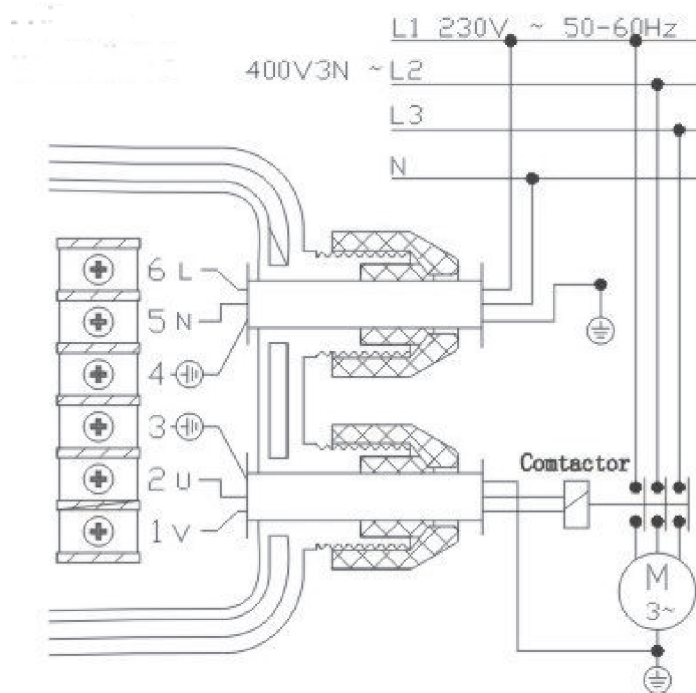 L1 230V ~ 50-60Hz
400V3N ~ L2
L3
N
6 L
5 N
4
3
2 U
1 V
Comtactor
M
3~